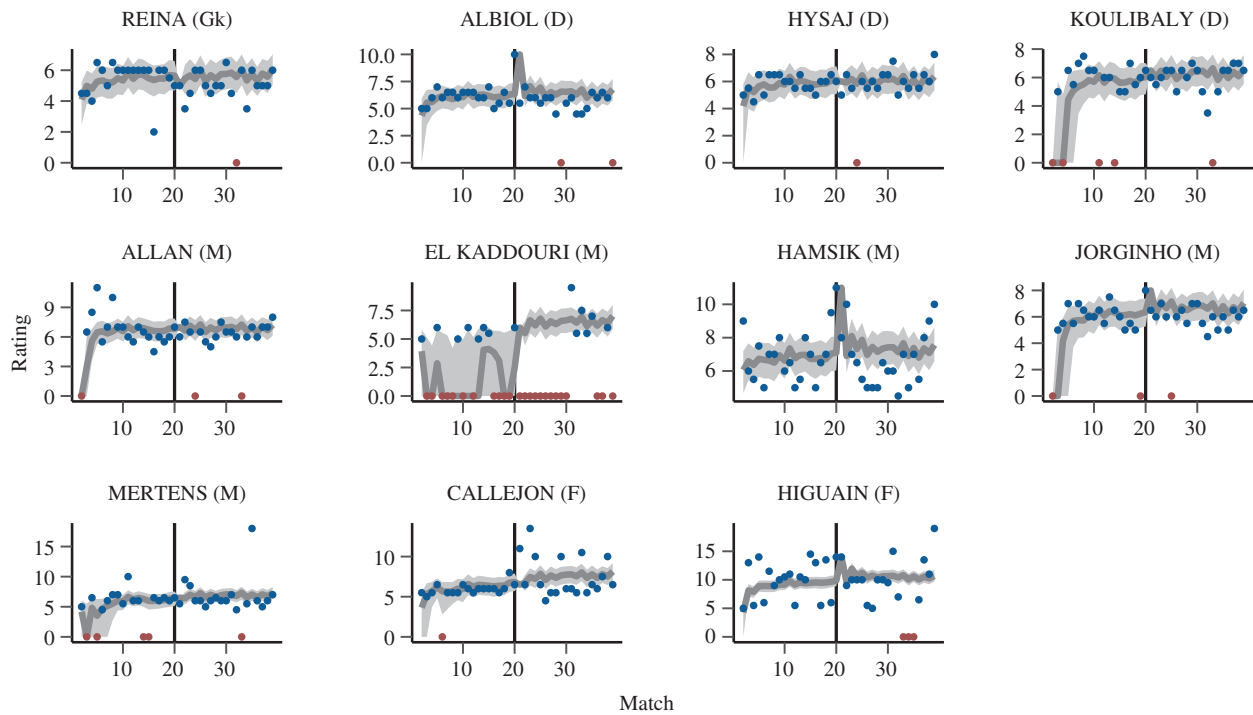 REINA (Gk) ALBIOL (D) HYSAJ (D) KOULIBALY (D)
6 4 2 0
10.0 7.5 5.0 2.5 0.0
8 6 4 2 0
8 6 4 2 0
10 20 30 10 20 30 10 20 30 10 20 30
ALLAN (M) EL KADDOURI (M) HAMSIK (M) JORGINHO (M)
Rating
9 6 3 0
7.5 5.0 2.5 0.0
10 8 6
8 6 4 2 0
10 20 30 10 20 30 10 20 30 10 20 30
MERTENS (M) CALLEJON (F) HIGUAIN (F)
15 10 5 0
10 5 0
15 10 5 0
10 20 30 10 20 30 10 20 30
Match